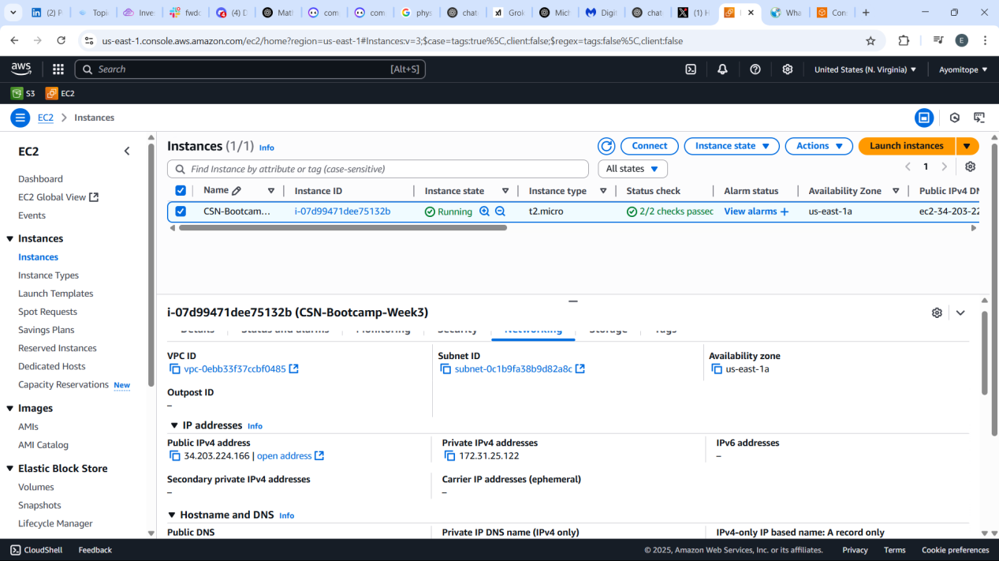 (2) P Topi Inve fwdc (4) D Mat com com phys chat Grok Mich Digi chat (1) H Wha Con
us-east-1.console.aws.amazon.com/ec2/home?region=us-east-1#Instances:v=3;$case=tags:true%5C,client:false;$regex=tags:false%5C,client:false E
aws Search [Alt+S] United States (N. Virginia) Ayomitope
S3 EC2
EC2 Instances
EC2
Dashboard
EC2 Global View
Events
Instances
Instances
Instance Types
Launch Templates
Spot Requests
Savings Plans
Reserved Instances
Dedicated Hosts
Capacity Reservations New
Images
AMIs
AMI Catalog
Elastic Block Store
Volumes
Snapshots
Lifecycle Manager
Instances (1/1) Info Connect Instance state Actions Launch instances
Find Instance by attribute or tag (case-sensitive) All states 1
Name Instance ID Instance state Instance type Status check Alarm status Availability Zone Public IPv4 DN
CSN-Bootcam... i-07d99471dee75132b Running t2.micro 2/2 checks passec View alarms + us-east-1a ec2-34-203-22
i-07d99471dee75132b (CSN-Bootcamp-Week3)
Details Status and alarms Monitoring Security Networking Storage Tags
VPC ID Subnet ID Availability zone
vpc-0ebb33f37ccbf0485 subnet-0c1b9fa38b9d82a8c us-east-1a
Outpost ID
–
IP addresses Info
Public IPv4 address Private IPv4 addresses IPv6 addresses
34.203.224.166 | open address 172.31.25.122 –
Secondary private IPv4 addresses Carrier IP addresses (ephemeral)
– –
Hostname and DNS Info
Public DNS Private IP DNS name (IPv4 only) IPv4-only IP based name: A record only
CloudShell Feedback © 2025, Amazon Web Services, Inc. or its affiliates. Privacy Terms Cookie preferences